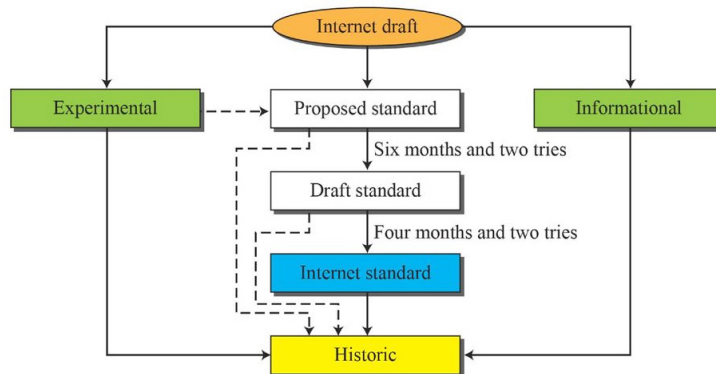 Internet draft
Experimental
Proposed standard
Informational
Six months and two tries
Draft standard
Four months and two tries
Internet standard
Historic